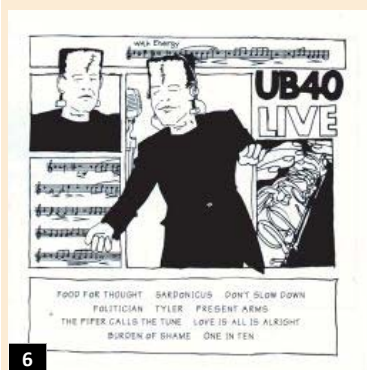 with Energy
UB40
LIVE
FOOD FOR THOUGHT SARDONICUS DON'T SLOW DOWN
POLITICIAN TYLER PRESENT ARMS
THE PIPER CALLS THE TUNE LOVE IS ALL IS ALRIGHT
BURDEN OF SHAME ONE IN TEN
6